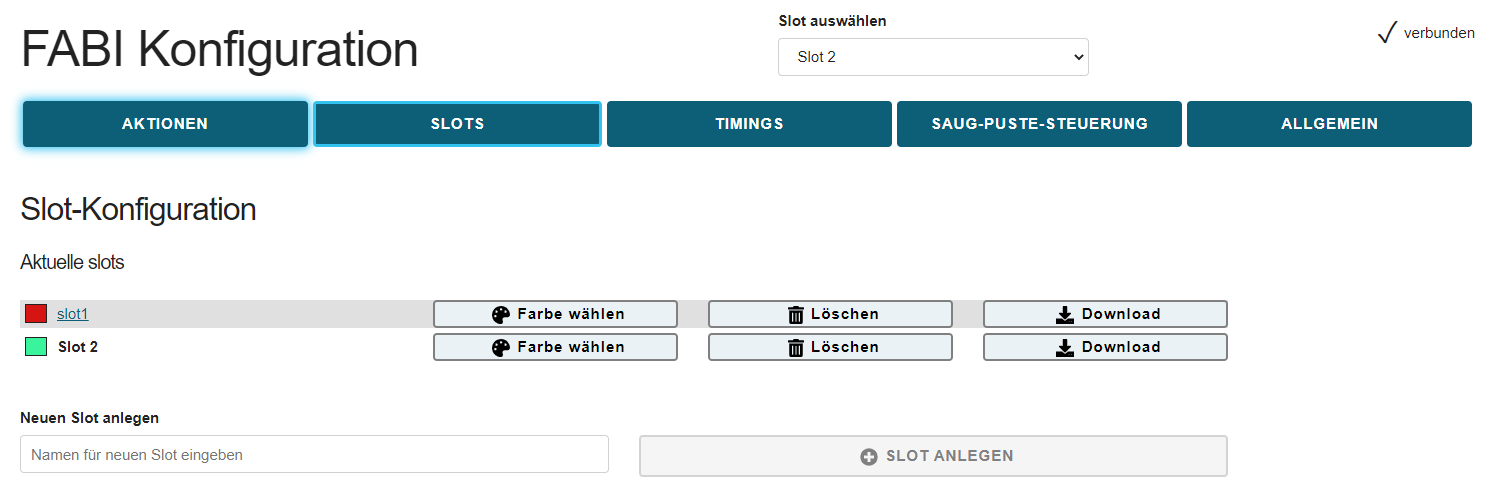 FABI Konfiguration
Slot auswählen
Slot 2
verbunden
AKTIONEN
SLOTS
TIMINGS
SAUG-PUSTE-STEUERUNG
ALLGEMEIN
Slot-Konfiguration
Aktuelle slots
slot1 Farbe wählen Löschen Download
Slot 2 Farbe wählen Löschen Download
Neuen Slot anlegen
Namen für neuen Slot eingeben
SLOT ANLEGEN